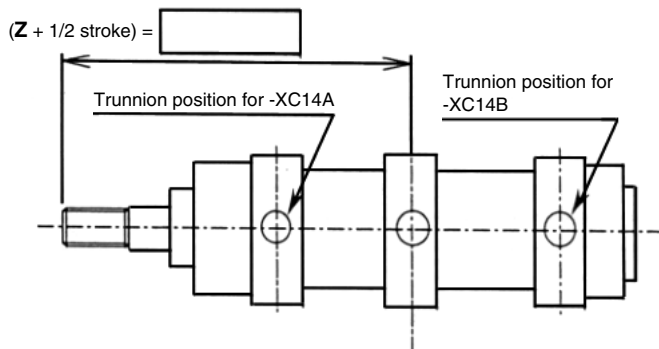 (Z + 1/2 stroke) =
Trunnion position for -XC14A
Trunnion position for
-XC14B